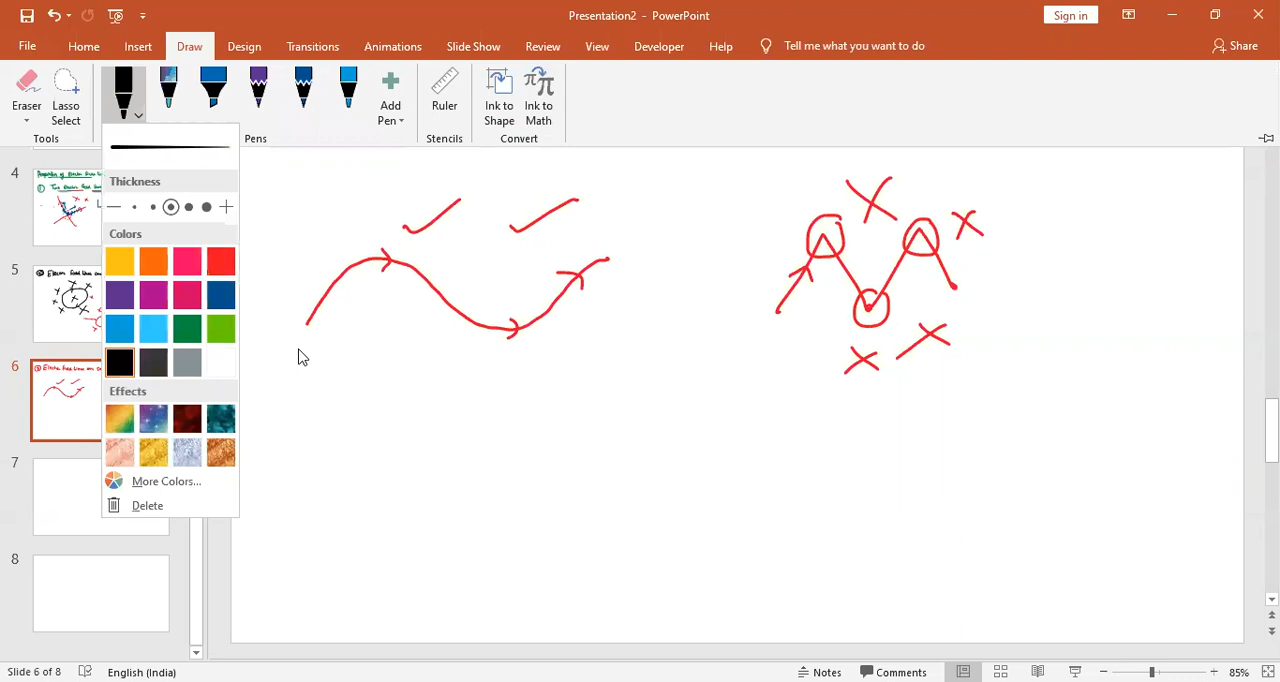 Presentation2 - PowerPoint
Sign in
File Home Insert Draw Design Transitions Animations Slide Show Review View Developer Help Tell me what you want to do Share
Eraser
Lasso Select
Add Pen
Ruler
Ink to Shape
Ink to Math
Tools
Pens
Stencils
Convert
Thickness
Colors
Effects
More Colors...
Delete
4
5
6
7
8
Slide 6 of 8 English (India) Notes Comments 85%